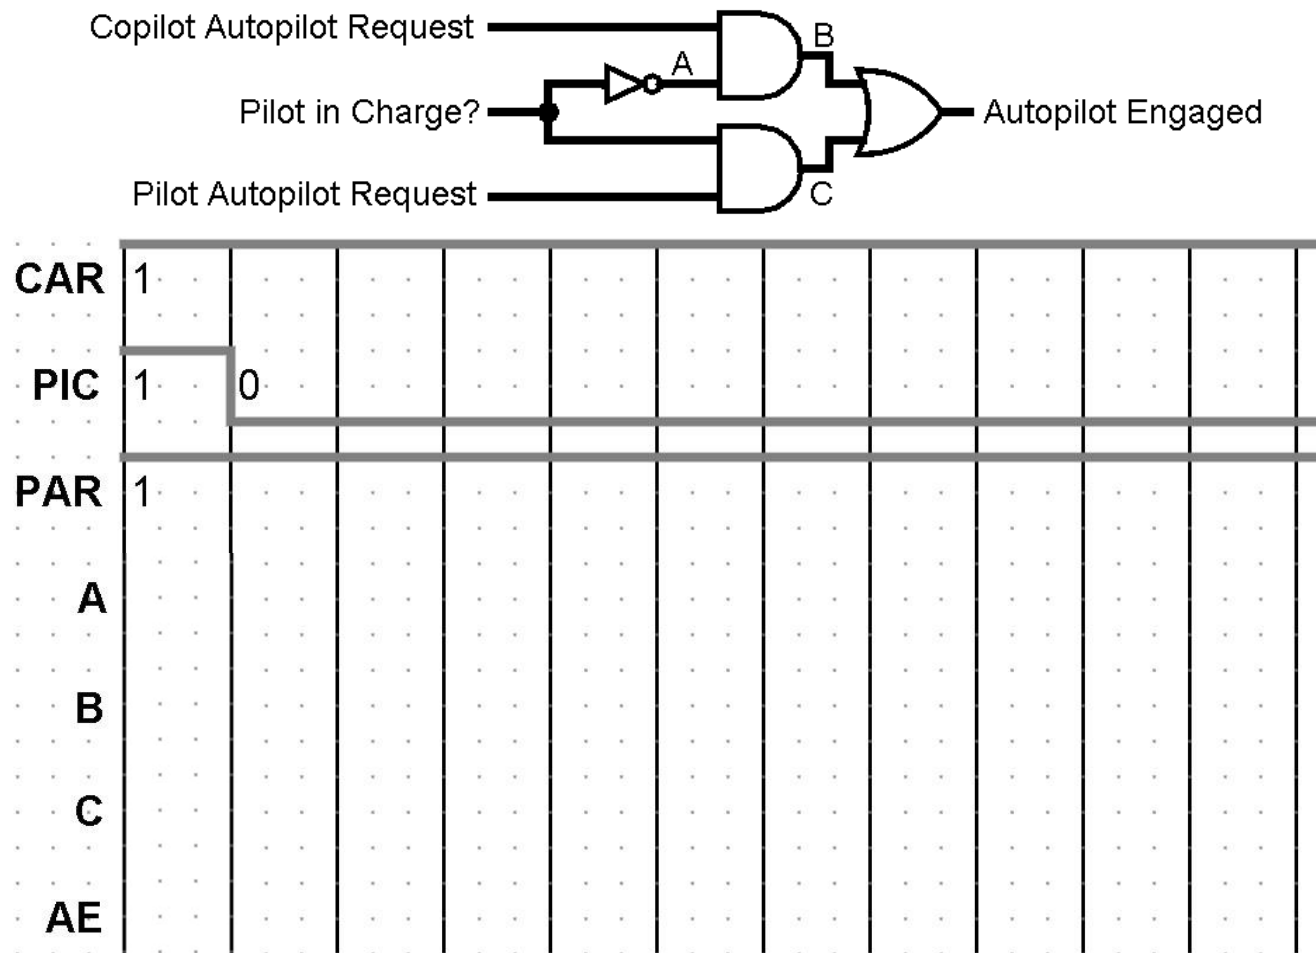 Copilot Autopilot Request
B
A
Pilot in Charge?
Autopilot Engaged
Pilot Autopilot Request
C
CAR 1
PIC 1 0
PAR 1
A
B
C
AE